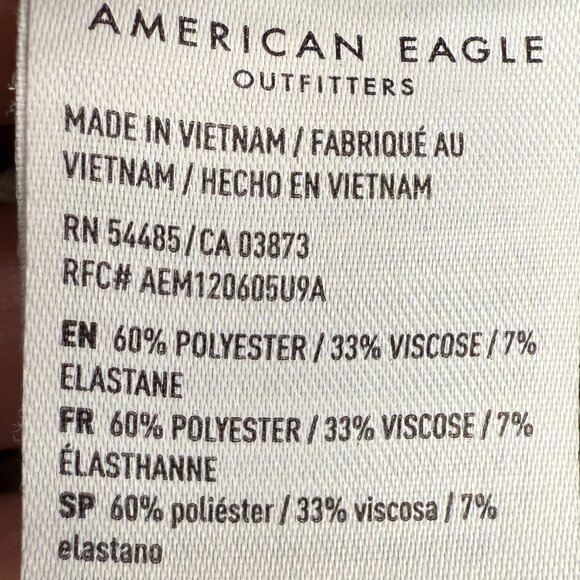 AMERICAN EAGLE
OUTFITTERS
MADE IN VIETNAM / FABRIQUÉ AU
VIETNAM / HECHO EN VIETNAM
RN 54485/CA 03873
RFC# AEM120605U9A
EN 60% POLYESTER / 33% VISCOSE / 7%
ELASTANE
FR 60% POLYESTER / 33% VISCOSE / 7%
ÉLASTHANNE
SP 60% poliéster / 33% viscosa / 7%
elastano